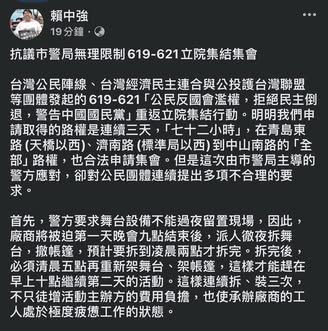 賴中強
19 分鐘 ·
抗議市警局無理限制 619-621立院集結集會
台灣公民陣線、台灣經濟民主連合與公投護台灣聯盟
等團體發起的 619-621「公民反國會濫權，拒絕民主倒
退，警告中國國民黨」重返立院集結行動。明明我們申
請取得的路權是連續三天，「七十二小時」，在青島東
路 (天橋以西)、濟南路 (標準局以西) 到中山南路的「全
部」路權，也合法申請集會。但是這次由市警局主導的
警方應對，卻對公民團體連續提出多項不合理的要
求。
首先，警方要求舞台設備不能過夜留置現場，因此，
廠商將被迫第一天晚會九點結束後，派人徹夜拆舞
台，撤帳篷，預計要拆到凌晨兩點才拆完。拆完後，
必須清晨五點再重新架舞台、架帳篷，這樣才能趕在
早上十點繼續第二天的活動。這樣連續拆、裝三次，
不只徒增活動主辦方的費用負擔，也使承辦廠商的工
人處於極度疲憊工作的狀態。